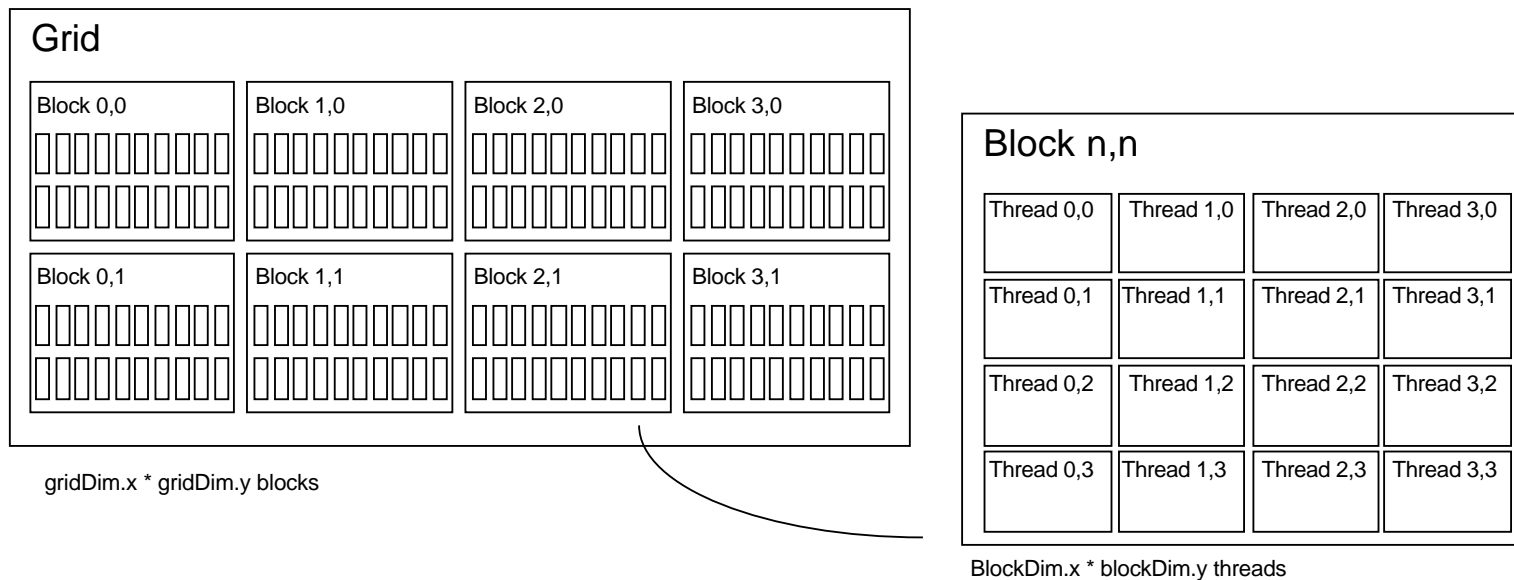 Grid
Block 0,0
Block 1,0
Block 2,0
Block 3,0
Block 0,1
Block 1,1
Block 2,1
Block 3,1
gridDim.x * gridDim.y blocks
Block n,n
Thread 0,0
Thread 1,0
Thread 2,0
Thread 3,0
Thread 0,1
Thread 1,1
Thread 2,1
Thread 3,1
Thread 0,2
Thread 1,2
Thread 2,2
Thread 3,2
Thread 0,3
Thread 1,3
Thread 2,3
Thread 3,3
BlockDim.x * blockDim.y threads